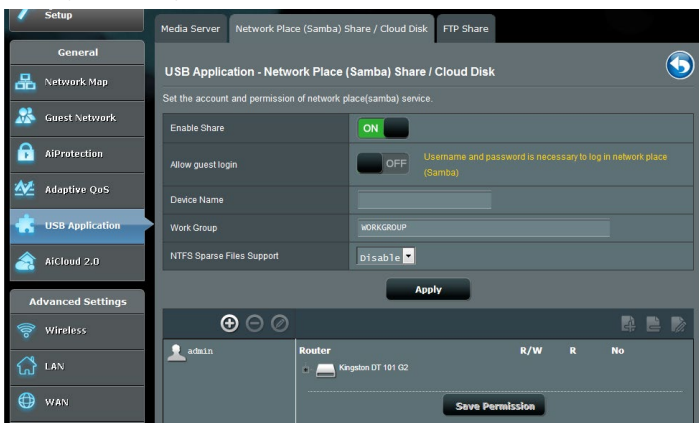 Setup
General
Network Map
Guest Network
AiProtection
Adaptive QoS
USB Application
AiCloud 2.0
Advanced Settings
Wireless
LAN
WAN
Media Server
Network Place (Samba) Share / Cloud Disk
FTP Share
USB Application - Network Place (Samba) Share / Cloud Disk
Set the account and permission of network place(samba) service.
Enable Share
ON
Allow guest login
OFF
Username and password is necessary to log in network place
(Samba)
Device Name
Work Group
WORKGROUP
NTFS Sparse Files Support
Disable
Apply
admin
Router
R/W
R
No
Kingston DT 101 G2
Save Permission